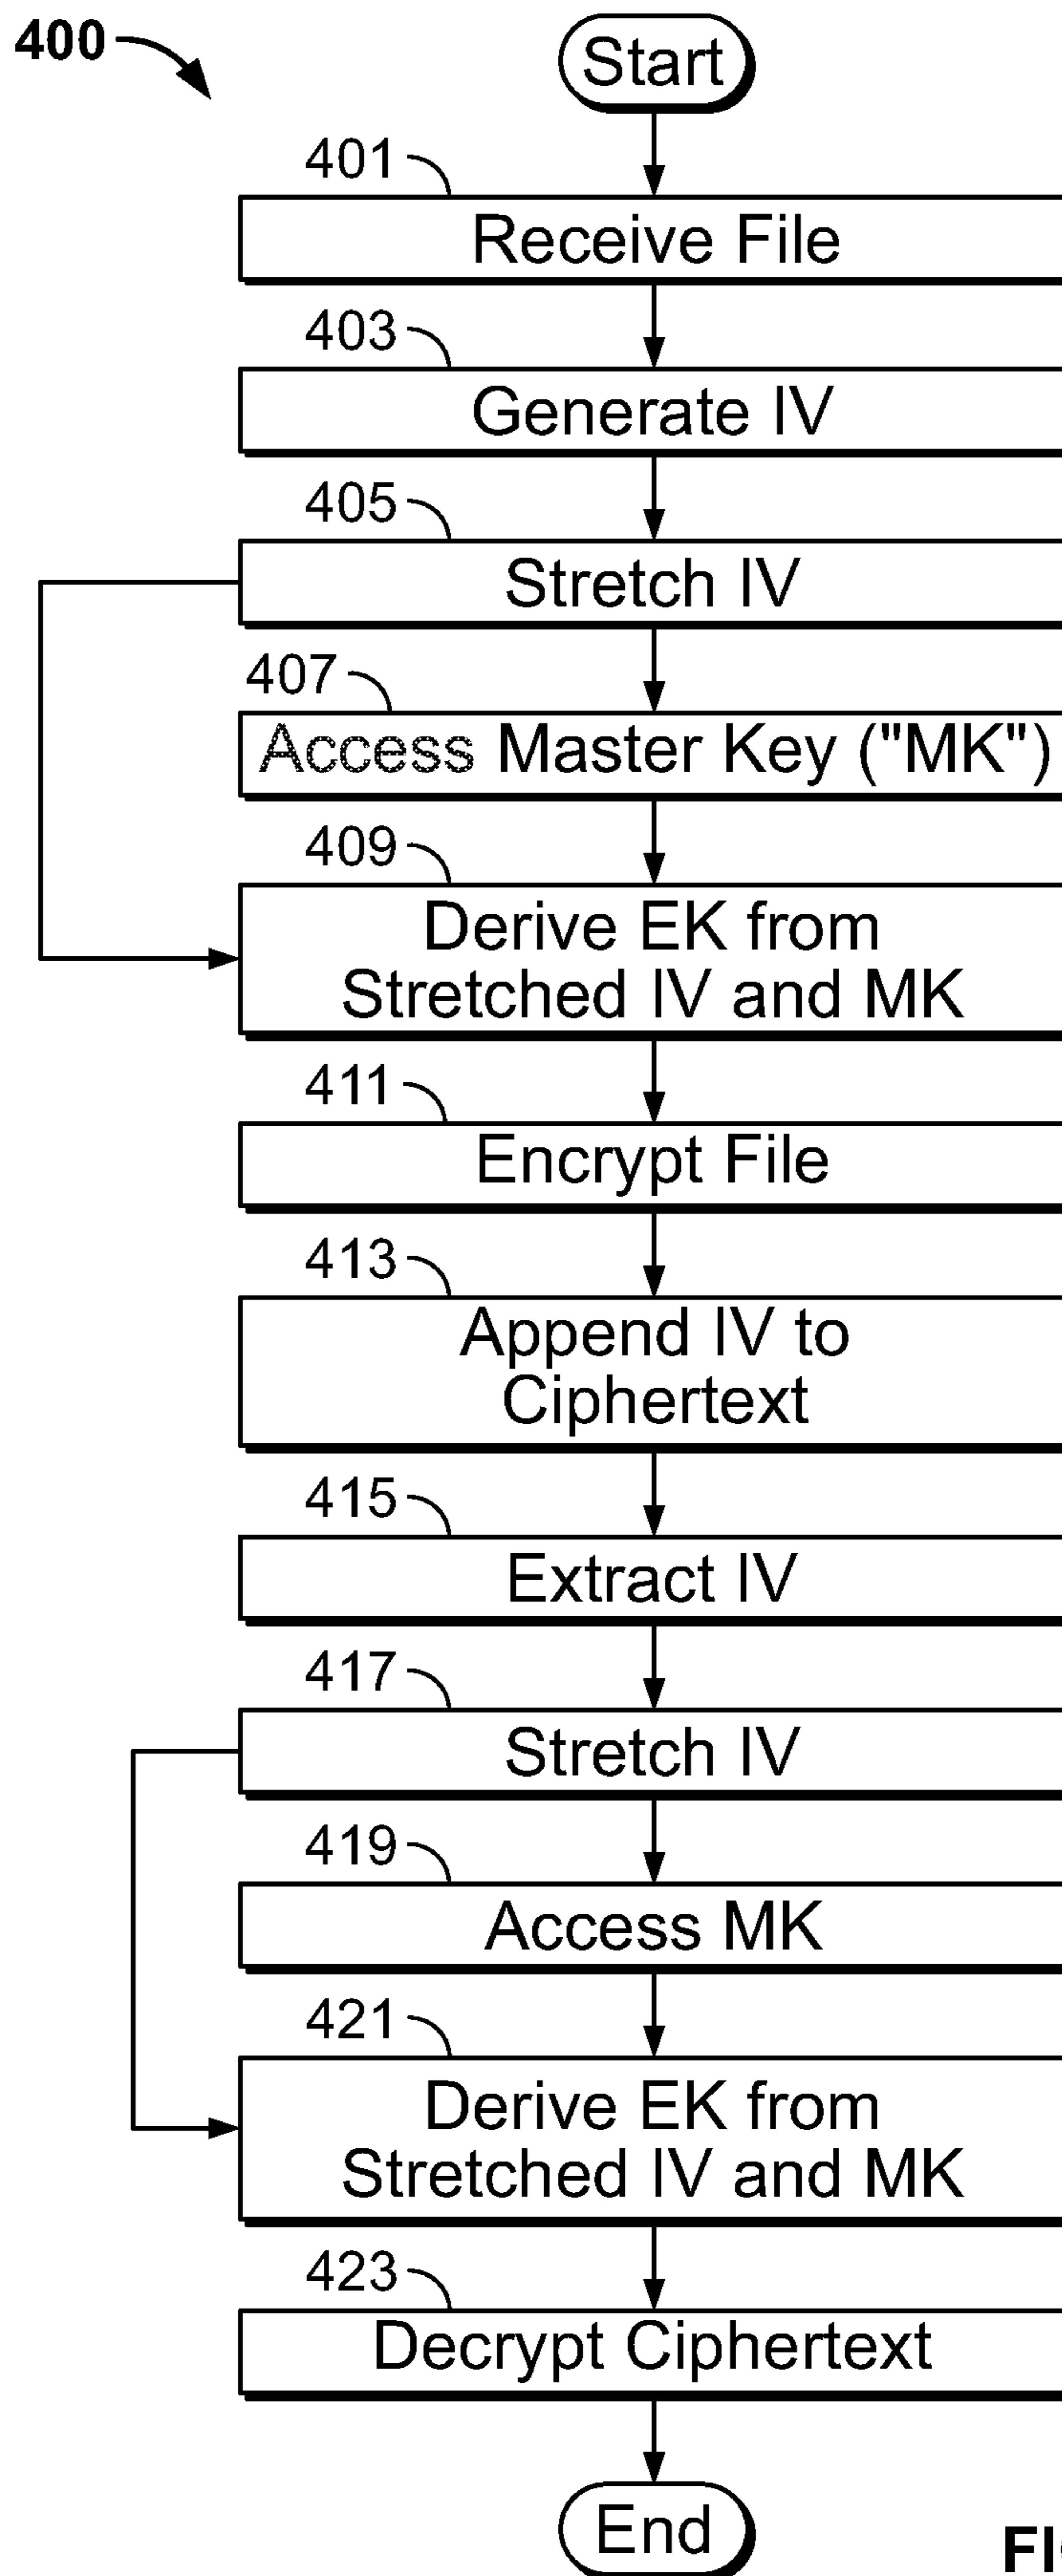 400
Start
401
Receive File
403
Generate IV
405
Stretch IV
407
Access Master Key ("MK")
409
Derive EK from
Stretched IV and MK
411
Encrypt File
413
Append IV to
Ciphertext
415
Extract IV
417
Stretch IV
419
Access MK
421
Derive EK from
Stretched IV and MK
423
Decrypt Ciphertext
End